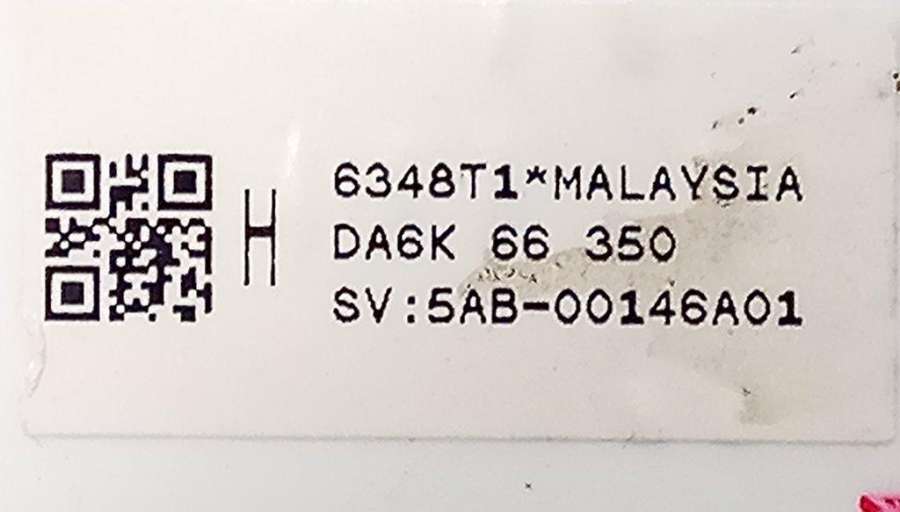 H
6348T1*MALAYSIA
DA6K 66 350
SV:5AB-00146A01